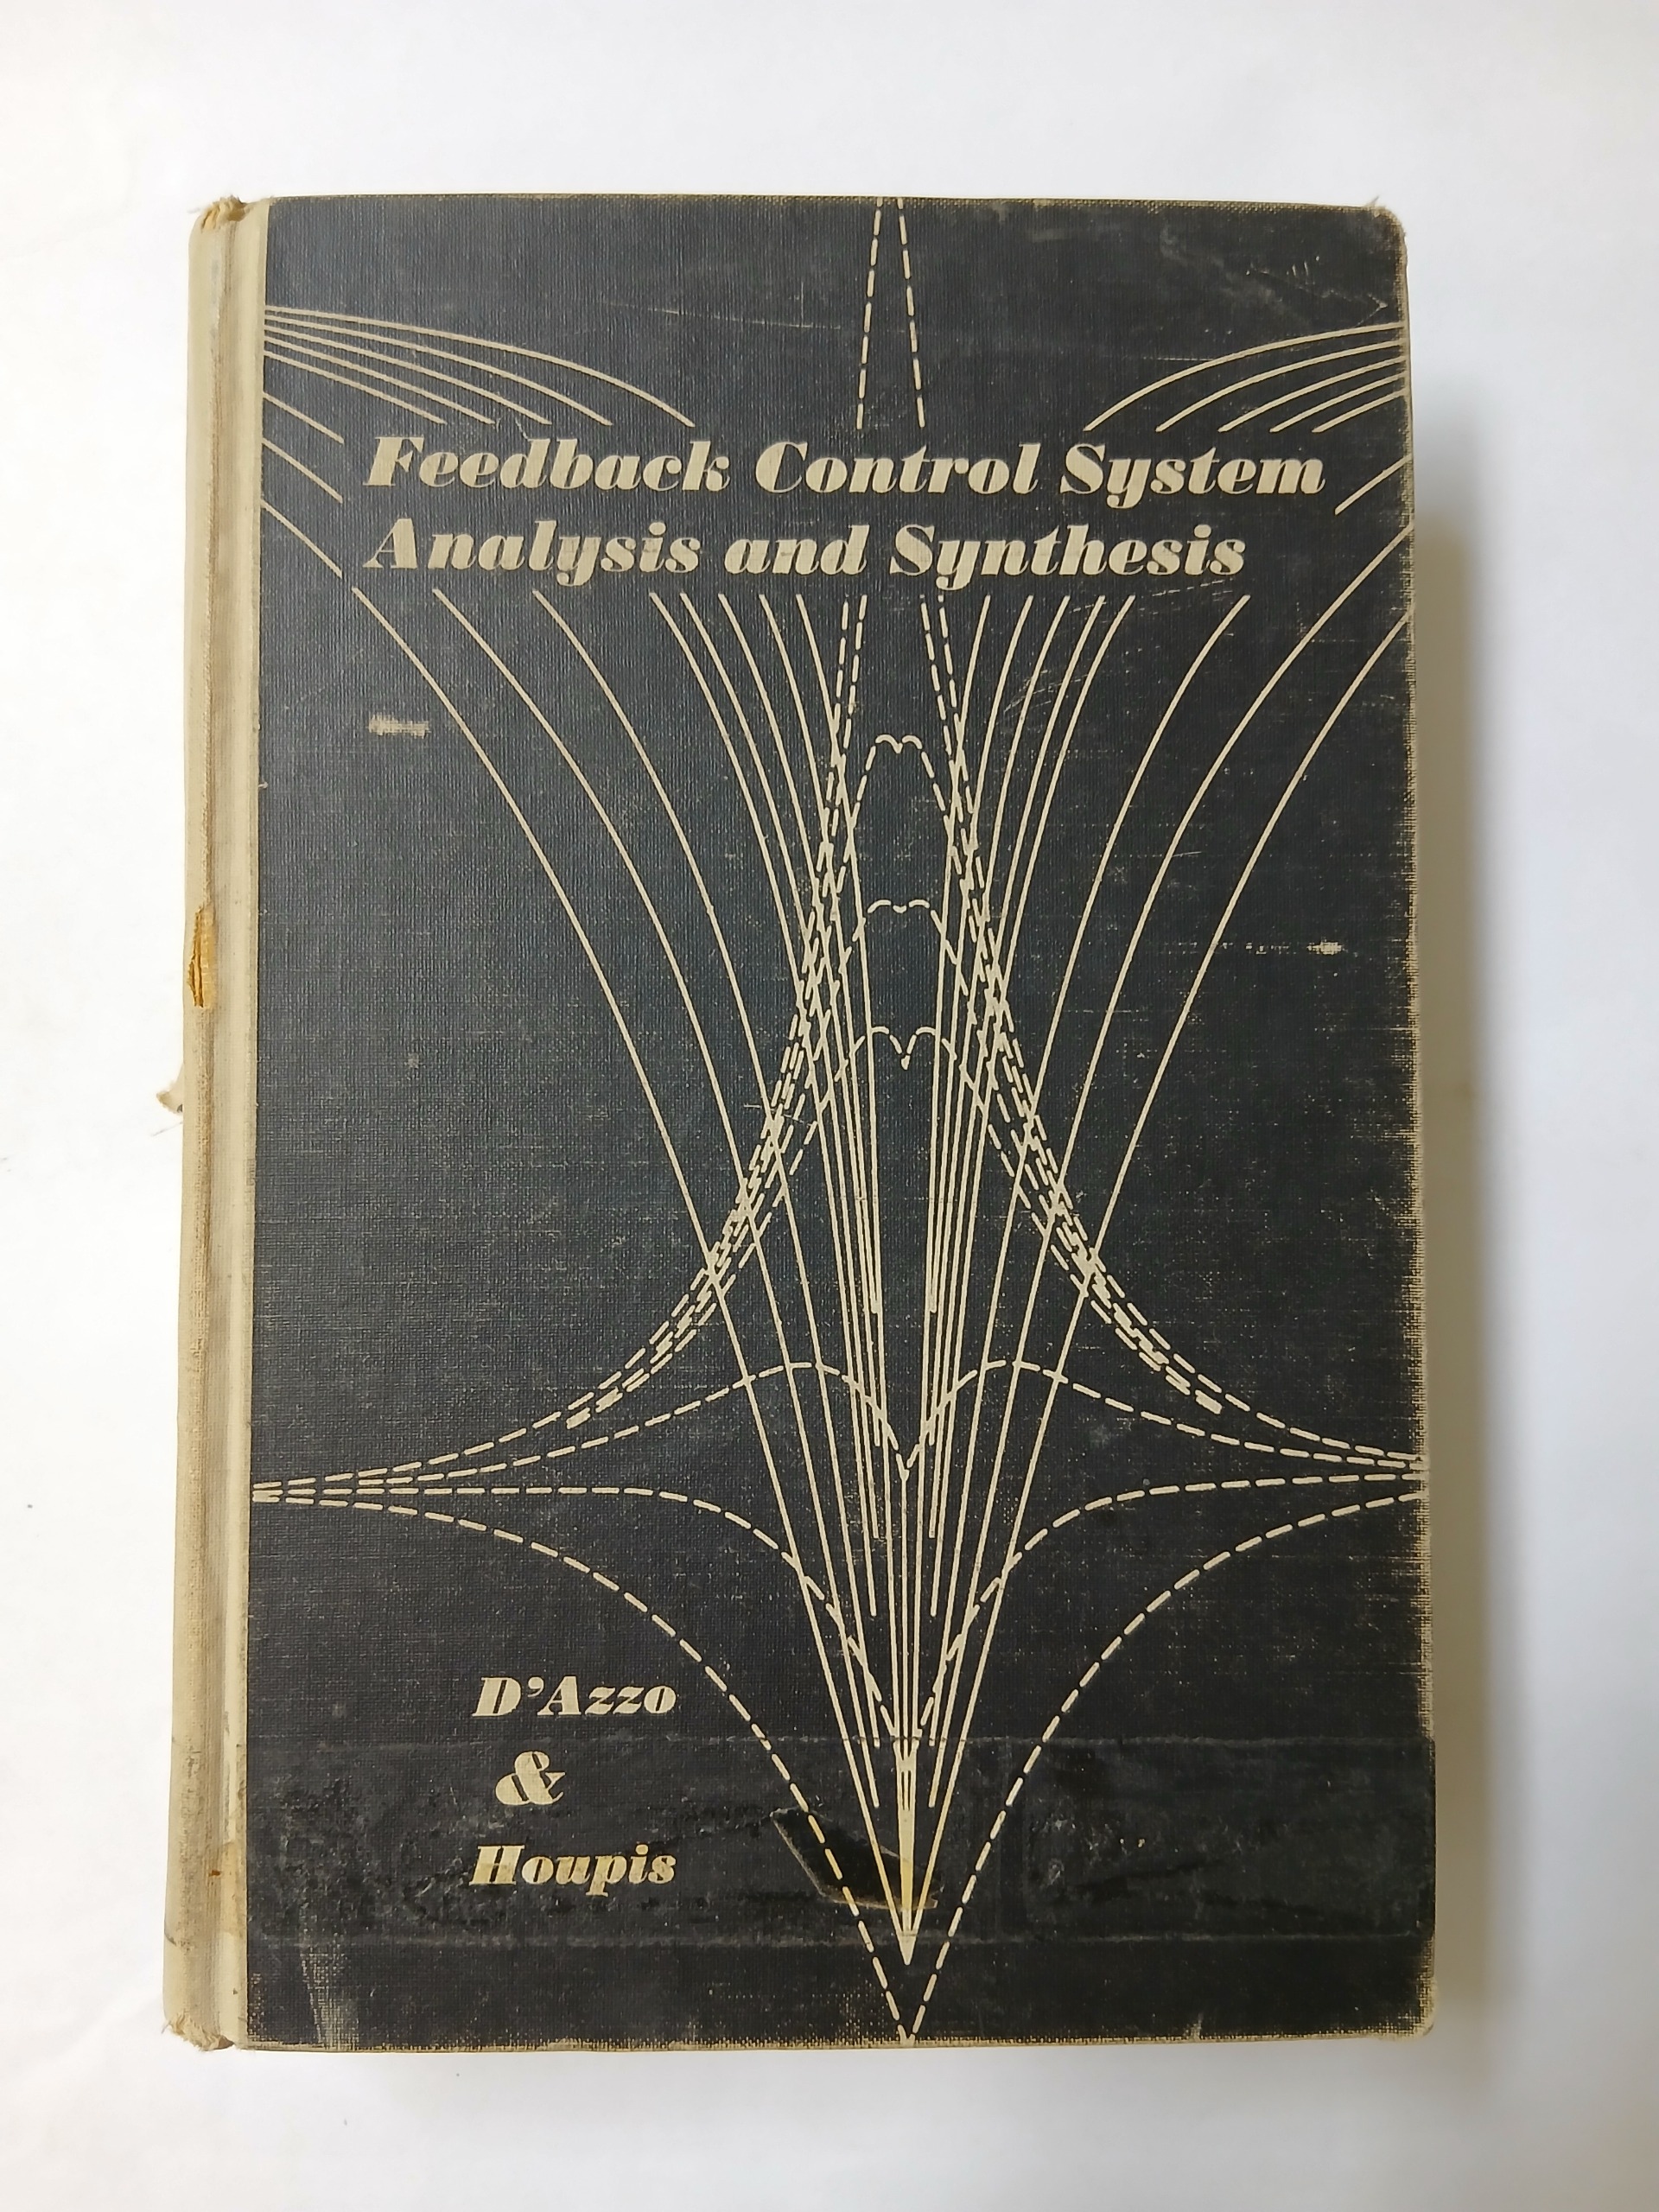 Feedback Control System
Analysis and Synthesis
D'Azzo
&
Houpis